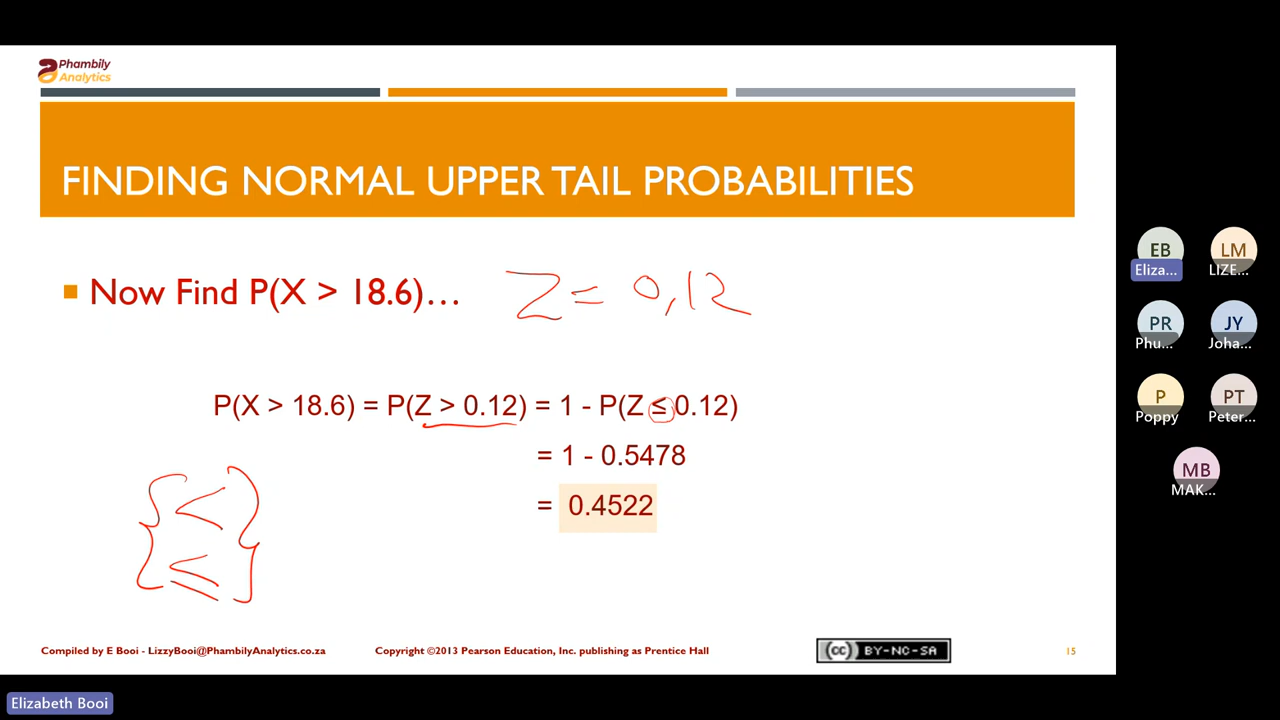 Phambily
Analytics
FINDING NORMAL UPPER TAIL PROBABILITIES
Now Find P(X > 18.6)… Z = 0,12
P(X > 18.6) = P(Z > 0.12) = 1 - P(Z ≤ 0.12)
= 1 - 0.5478
= 0.4522
{ <
≤ }
Compiled by E Booi - LizzyBooi@PhambilyAnalytics.co.za
Copyright ©2013 Pearson Education, Inc. publishing as Prentice Hall
cc BY-NC-SA
15
EB
Eliza...
LM
LIZE...
PR
Phu...
JY
Joha...
P
Poppy
PT
Peter...
MB
MAK...
Elizabeth Booi